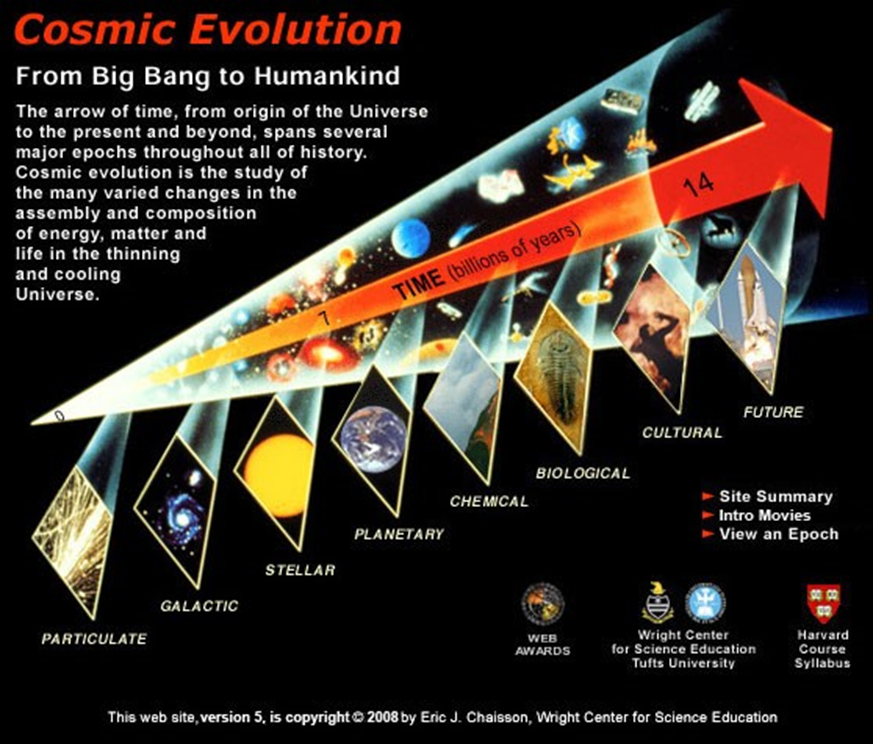 Cosmic Evolution
From Big Bang to Humankind
The arrow of time, from origin of the Universe
to the present and beyond, spans several
major epochs throughout all of history.
Cosmic evolution is the study of
the many varied changes in the
assembly and composition
of energy, matter and
life in the thinning
and cooling
Universe.
0
7
TIME (billions of years)
14
PARTICULATE
GALACTIC
STELLAR
PLANETARY
CHEMICAL
BIOLOGICAL
CULTURAL
FUTURE
► Site Summary
► Intro Movies
► View an Epoch
WEB
AWARDS
Wright Center
for Science Education
Tufts University
Harvard
Course
Syllabus
This web site, version 5, is copyright © 2008 by Eric J. Chaisson, Wright Center for Science Education